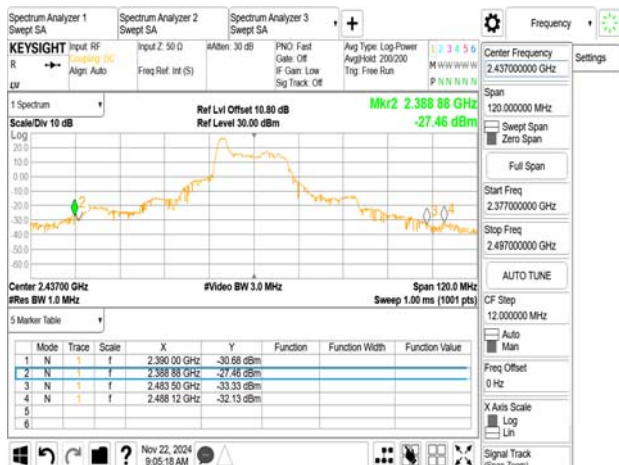 Spectrum Analyzer 1
Swept SA
Spectrum Analyzer 2
Swept SA
Spectrum Analyzer 3
Swept SA
Frequency
KEYSIGHT
R
Input: RF
Coupling: DC
Align: Auto
Input Z: 50 Ω
Freq Ref: Int (S)
#Atten: 30 dB
PNO: Fast
Gate: Off
IF Gain: Low
Sig Track: Off
Avg Type: Log-Power
Avg|Hold: 200/200
Trig: Free Run
1 2 3 4 5 6
M W W W W W
P N N N N N
1 Spectrum
Scale/Div 10 dB
Ref Lvl Offset 10.80 dB
Ref Level 30.00 dBm
Mkr2 2.388 88 GHz
-27.46 dBm
Log
20.0
10.0
0.00
-10.0
-20.0
-30.0
-40.0
-50.0
-60.0
2
3
4
Center 2.43700 GHz
#Res BW 1.0 MHz
#Video BW 3.0 MHz
Span 120.0 MHz
Sweep 1.00 ms (1001 pts)
5 Marker Table
Mode Trace Scale X Y Function Function Width Function Value
1 N 1 f 2.390 00 GHz -30.68 dBm
2 N 1 f 2.388 88 GHz -27.46 dBm
3 N 1 f 2.483 50 GHz -33.33 dBm
4 N 1 f 2.488 12 GHz -32.13 dBm
5
6
Nov 22, 2024
9:05:18 AM
Center Frequency
2.437000000 GHz
Settings
Span
120.000000 MHz
Swept Span
Zero Span
Full Span
Start Freq
2.377000000 GHz
Stop Freq
2.497000000 GHz
AUTO TUNE
CF Step
12.000000 MHz
Auto
Man
Freq Offset
0 Hz
X Axis Scale
Log
Lin
Signal Track